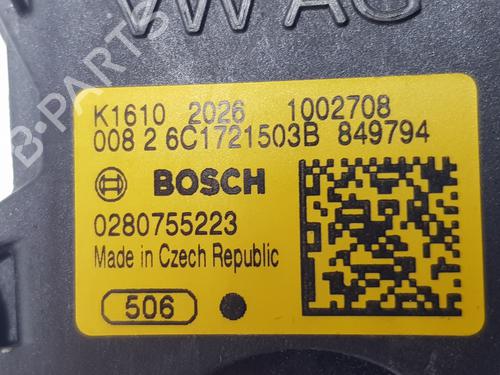 VW AG
B-PARTS
K1610 2026 1002708
008 2 6C1721503B 849794
BOSCH
0280755223
Made in Czech Republic
506